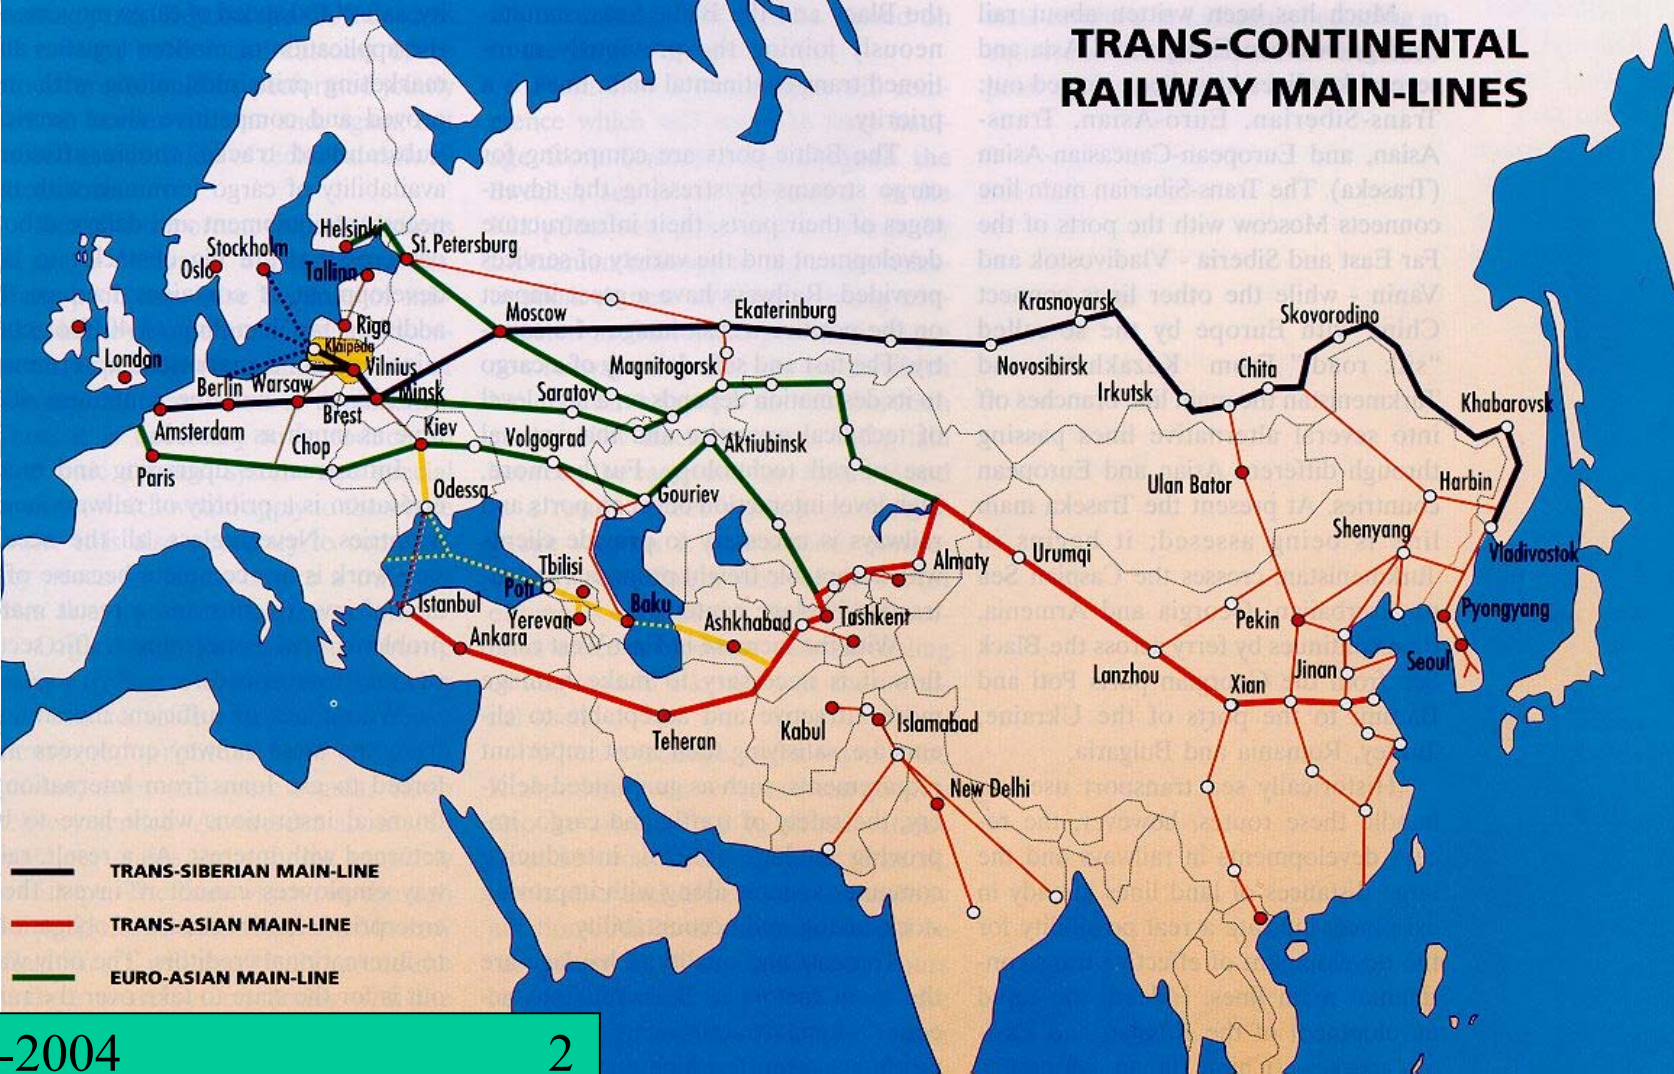 TRANS-CONTINENTAL
RAILWAY MAIN-LINES
Helsinki
St.Petersburg
Stockholm
Oslo
Tallinn
Riga
Moscow
Ekaterinburg
Krasnoyarsk
Skovorodino
Klaipeda
London
Vilnius
Magnitogorsk
Novosibirsk
Chita
Berlin
Warsaw
Minsk
Saratov
Irkutsk
Khabarovsk
Brest
Amsterdam
Kiev
Volgograd
Aktiubinsk
Chop
Paris
Ulan Bator
Harbin
Odessa
Gouriev
Shenyang
Almaty
Urumqi
Vladivostok
Tbilisi
Poti
Istanbul
Baku
Pyongyang
Yerevan
Ashkhabad
Tashkent
Pekin
Ankara
Seoul
Lanzhou
Jinan
Xian
Teheran
Kabul
Islamabad
New Delhi
TRANS-SIBERIAN MAIN-LINE
TRANS-ASIAN MAIN-LINE
EURO-ASIAN MAIN-LINE
-2004 2